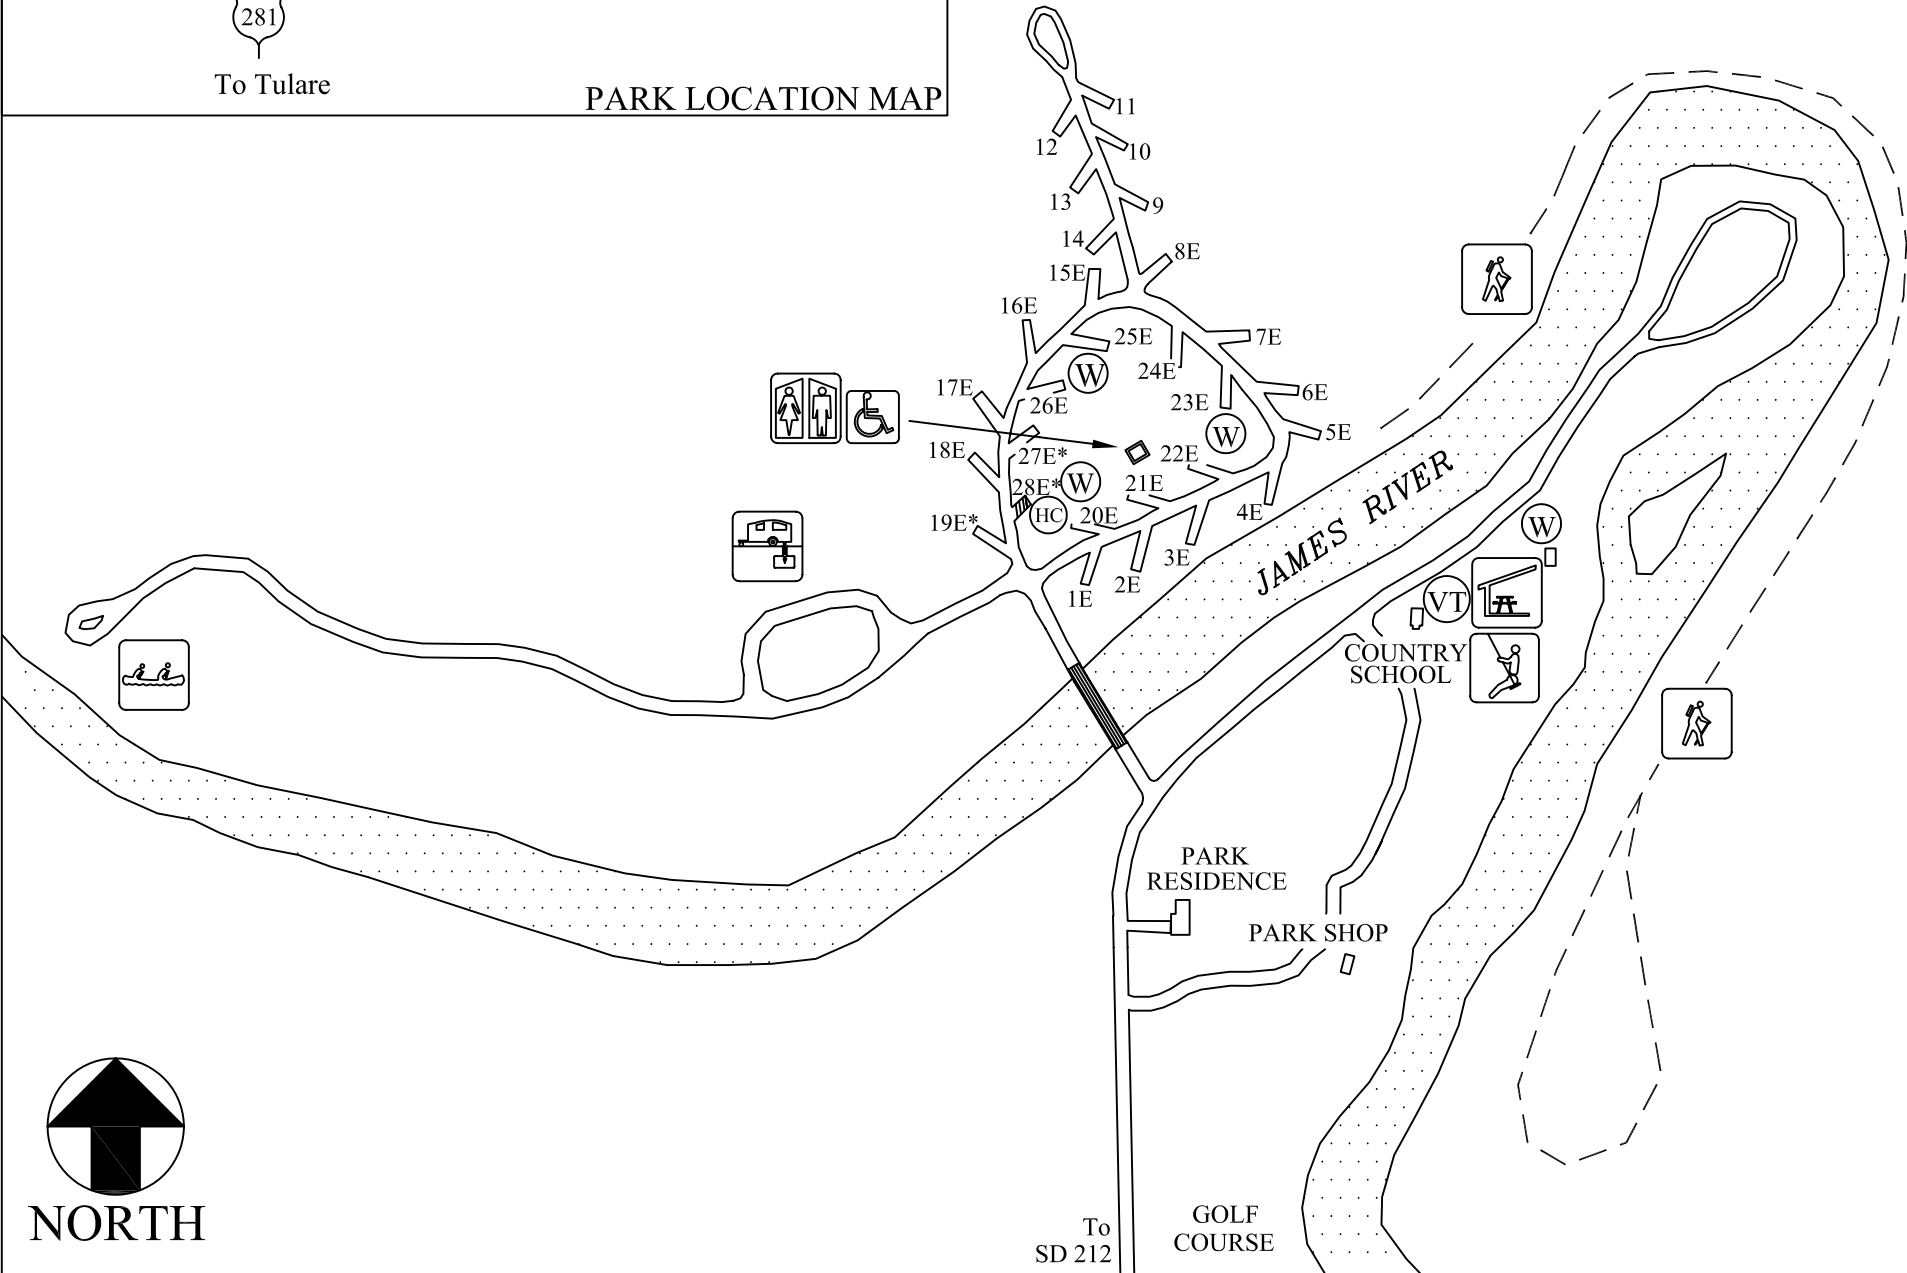 281
To Tulare
PARK LOCATION MAP
11
12
10
13
9
14
8E
15E
16E
7E
25E
24E
W
17E
26E
23E
6E
W
5E
18E
27E*
22E
28E*
W
21E
HC
20E
19E*
4E
3E
2E
1E
JAMES RIVER
W
VT
COUNTRY
SCHOOL
PARK
RESIDENCE
PARK SHOP
NORTH
To
SD 212
GOLF
COURSE